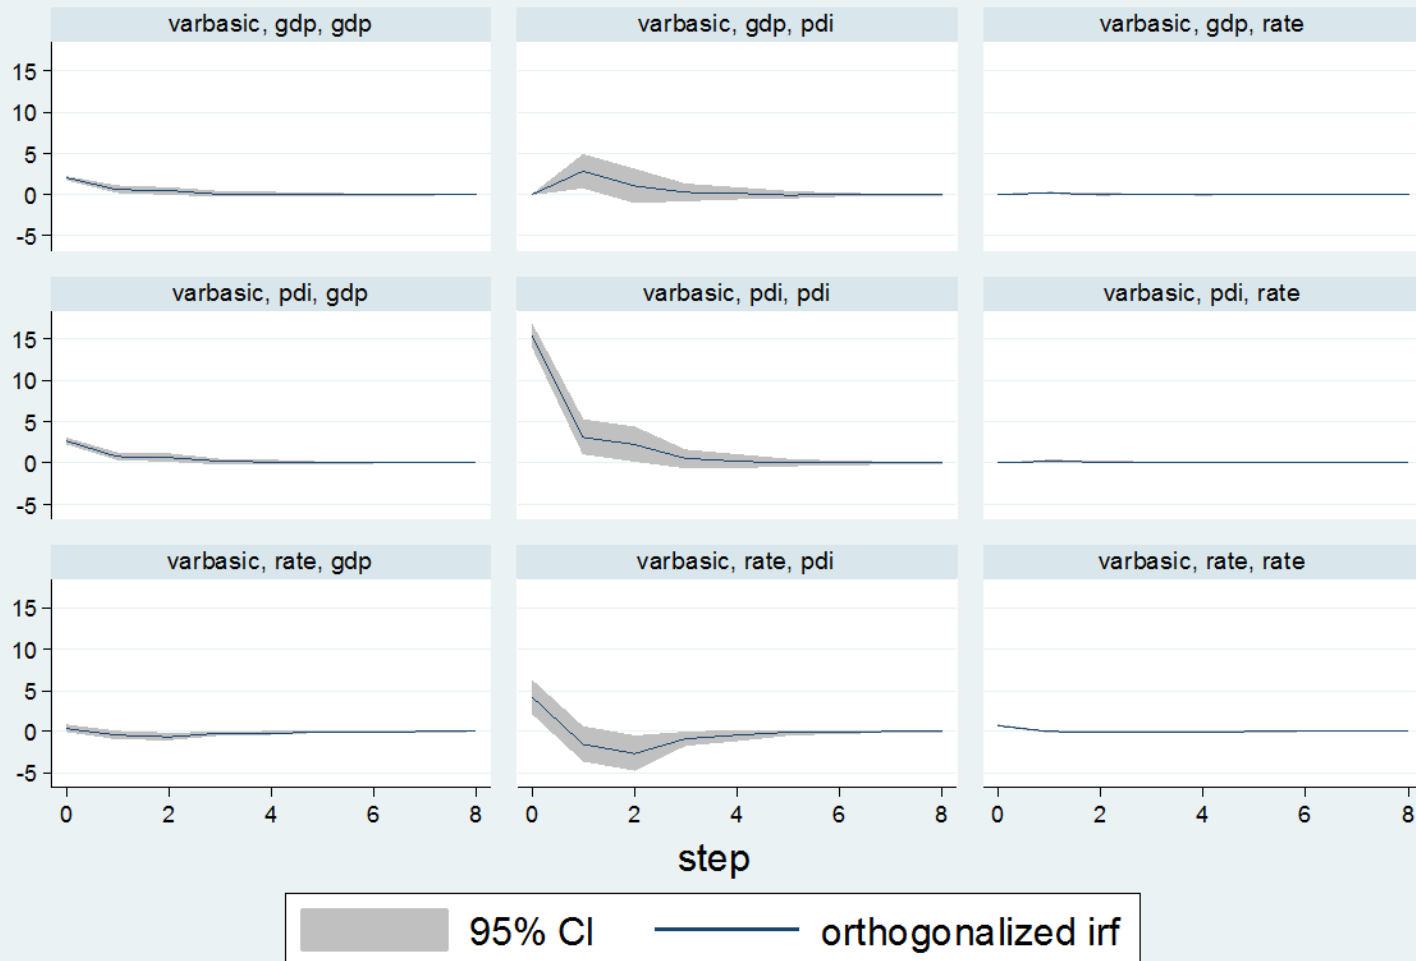 varbasic, gdp, gdp
varbasic, gdp, pdi
varbasic, gdp, rate
15
10
5
0
-5
varbasic, pdi, gdp
varbasic, pdi, pdi
varbasic, pdi, rate
15
10
5
0
-5
varbasic, rate, gdp
varbasic, rate, pdi
varbasic, rate, rate
15
10
5
0
-5
0 2 4 6 8
0 2 4 6 8
0 2 4 6 8
step
95% CI
orthogonalized irf